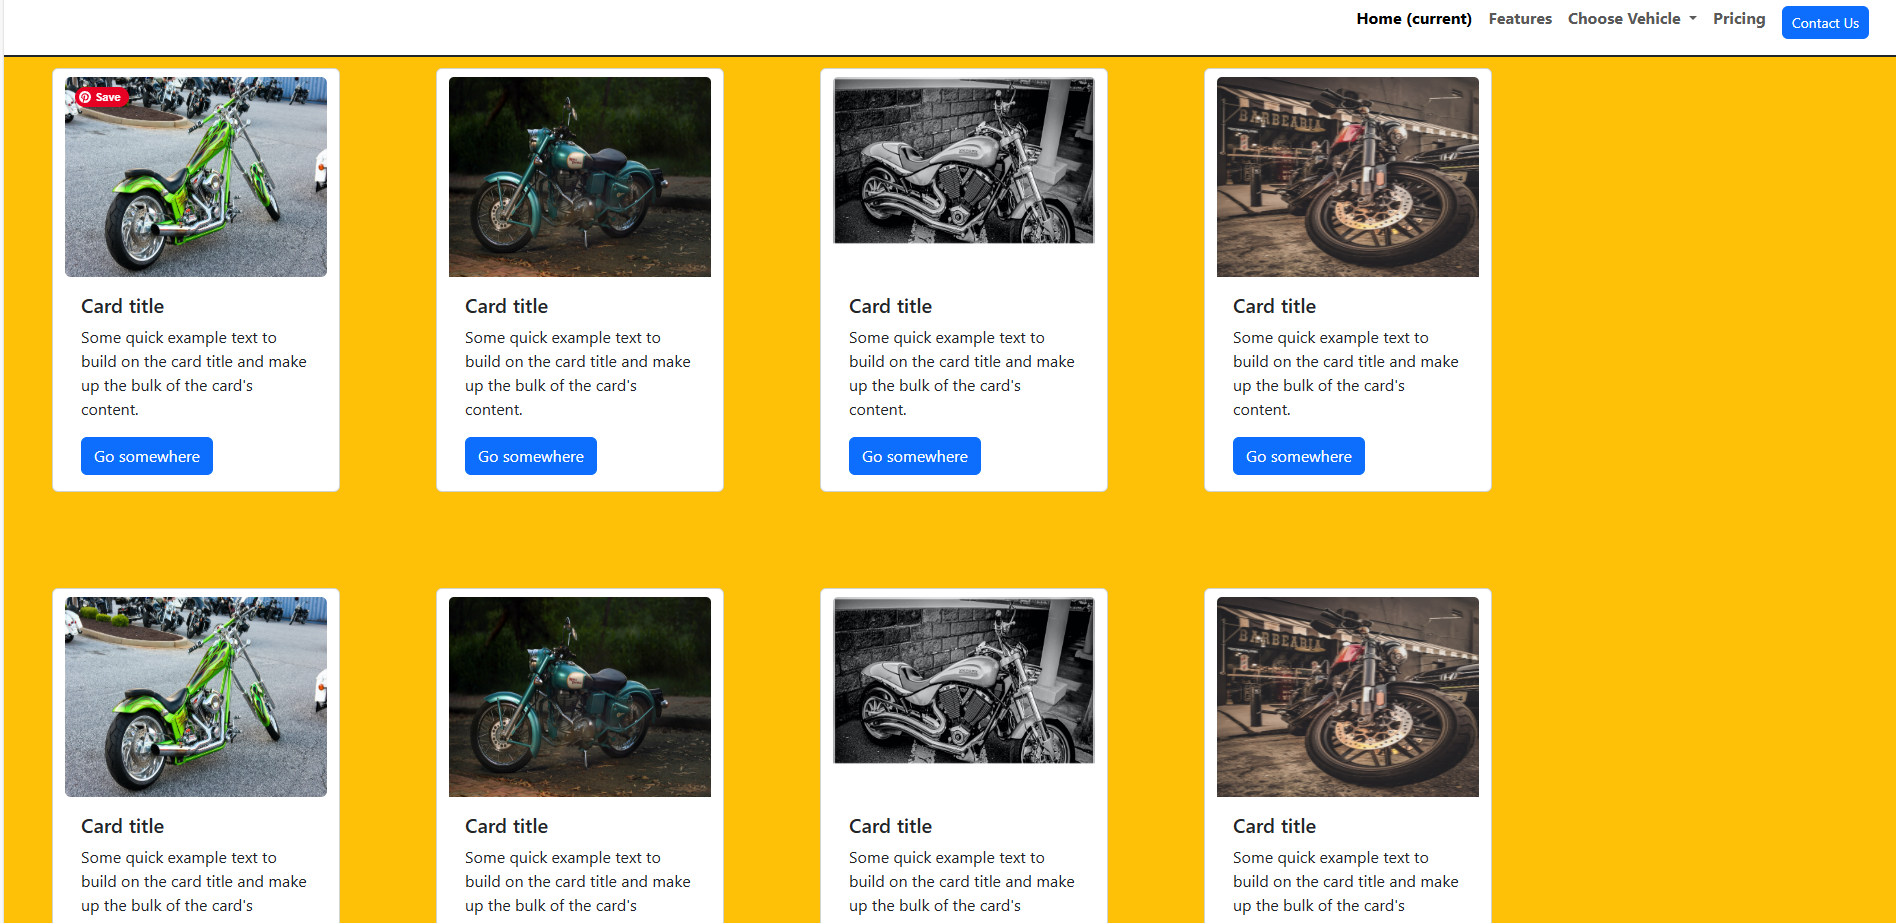 Home (current) Features Choose Vehicle Pricing Contact Us
Save
BARBEARIA
Card title
Some quick example text to
build on the card title and make
up the bulk of the card's
content.
Go somewhere
Card title
Some quick example text to
build on the card title and make
up the bulk of the card's
content.
Go somewhere
Card title
Some quick example text to
build on the card title and make
up the bulk of the card's
content.
Go somewhere
Card title
Some quick example text to
build on the card title and make
up the bulk of the card's
content.
Go somewhere
BARBEARIA
Card title
Some quick example text to
build on the card title and make
up the bulk of the card's
Card title
Some quick example text to
build on the card title and make
up the bulk of the card's
Card title
Some quick example text to
build on the card title and make
up the bulk of the card's
Card title
Some quick example text to
build on the card title and make
up the bulk of the card's